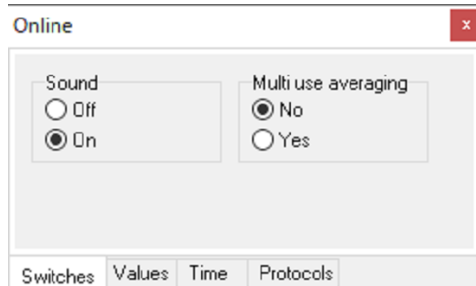 Online
x
Sound
Off
On
Multi use averaging
No
Yes
Switches Values Time Protocols